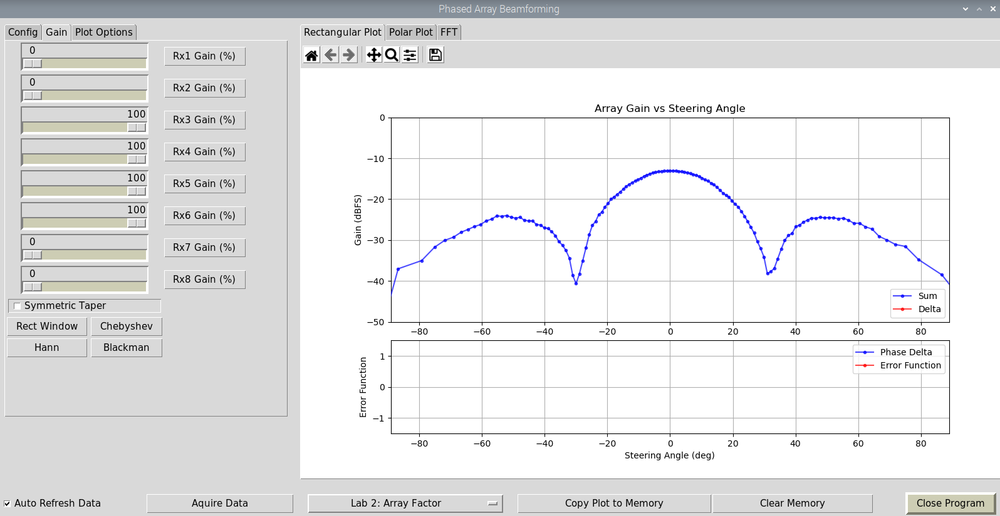 Phased Array Beamforming
Config Gain Plot Options
0
Rx1 Gain (%)
0
Rx2 Gain (%)
100
Rx3 Gain (%)
100
Rx4 Gain (%)
100
Rx5 Gain (%)
100
Rx6 Gain (%)
0
Rx7 Gain (%)
0
Rx8 Gain (%)
Symmetric Taper
Rect Window Chebyshev
Hann Blackman
Rectangular Plot Polar Plot FFT
Array Gain vs Steering Angle
Gain (dBFS)
0
−10
−20
−30
−40
−50
Sum
Delta
−80 −60 −40 −20 0 20 40 60 80
Error Function
1
0
−1
Phase Delta
Error Function
−80 −60 −40 −20 0 20 40 60 80
Steering Angle (deg)
Auto Refresh Data Aquire Data Lab 2: Array Factor Copy Plot to Memory Clear Memory Close Program